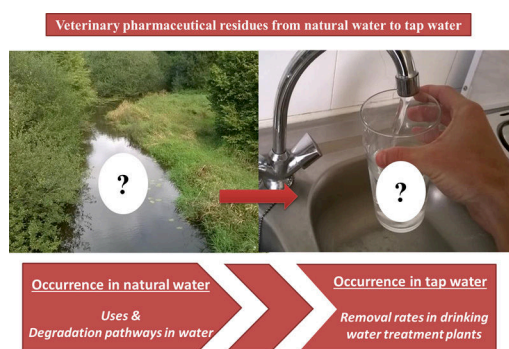 Veterinary pharmaceutical residues from natural water to tap water
?
?
Occurrence in natural water
Uses &
Degradation pathways in water
Occurrence in tap water
Removal rates in drinking
water treatment plants